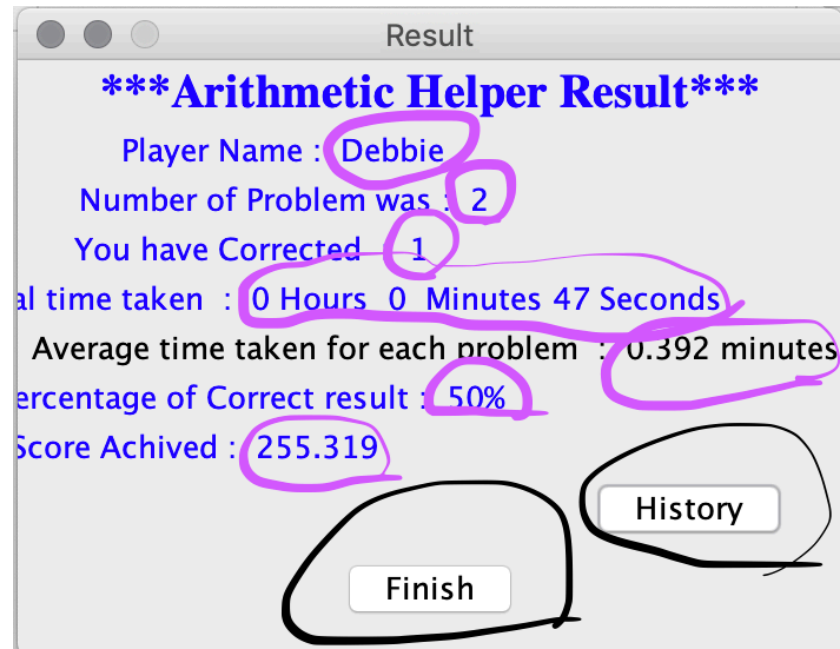 Result
***Arithmetic Helper Result***
Player Name : Debbie
Number of Problem was : 2
You have Corrected : 1
al time taken : 0 Hours 0 Minutes 47 Seconds
Average time taken for each problem : 0.392 minutes
ercentage of Correct result : 50%
Score Achived : 255.319
History
Finish